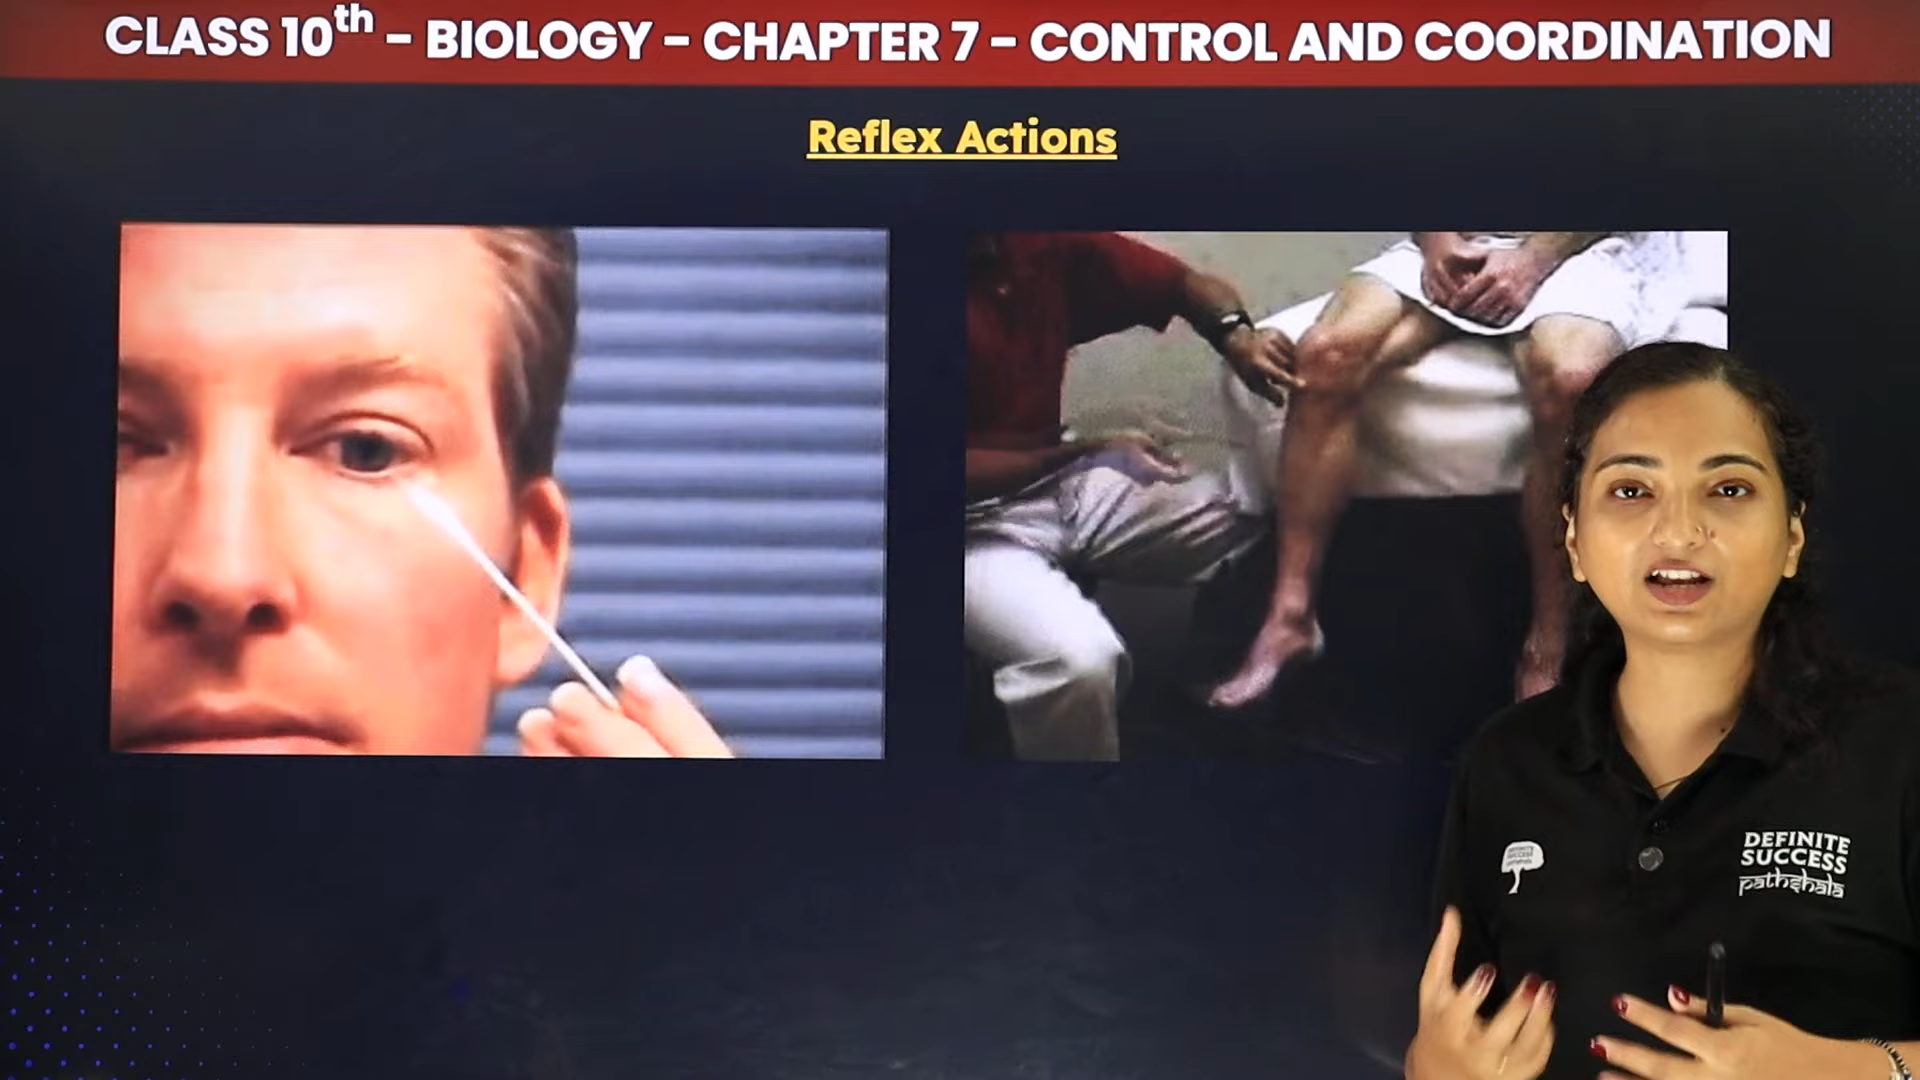 CLASS 10th - BIOLOGY - CHAPTER 7 - CONTROL AND COORDINATION
Reflex Actions
DEFINITE
SUCCESS
pathshala